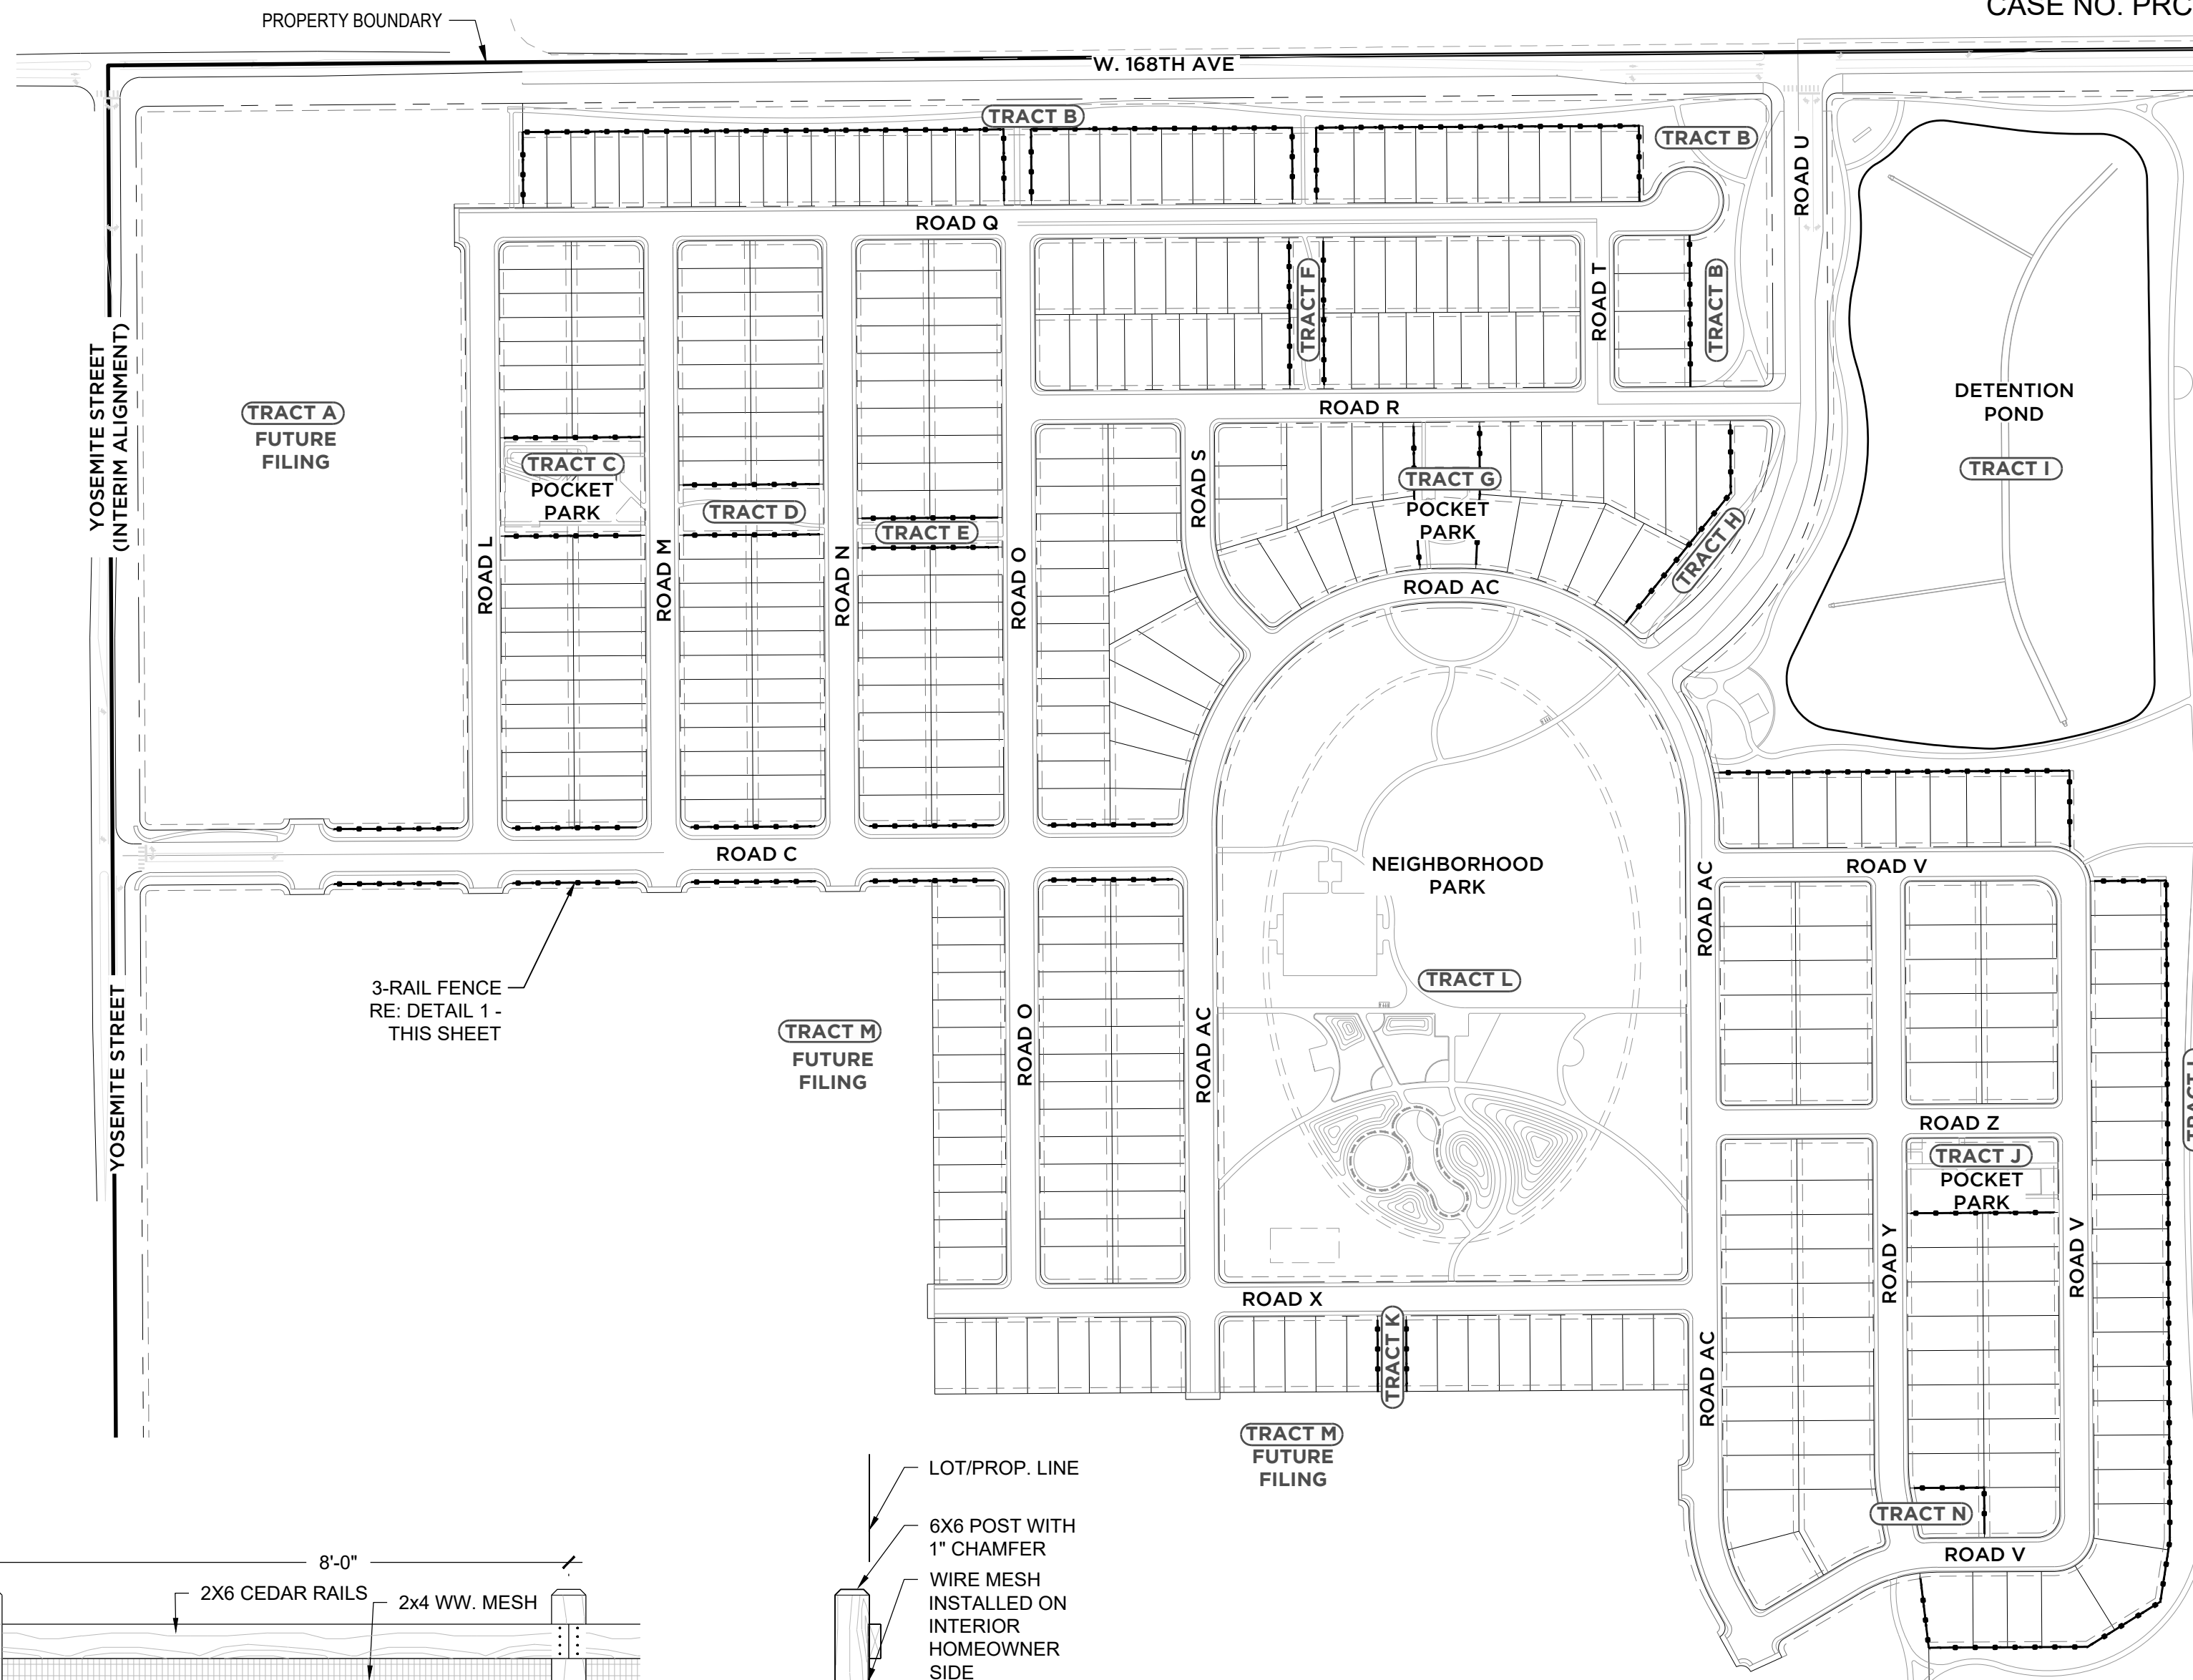 CASE NO. PRC
PROPERTY BOUNDARY
W. 168TH AVE
TRACT B
TRACT B
ROAD U
ROAD Q
TRACT F
ROAD T
TRACT B
YOSEMITE STREET
(INTERIM ALIGNMENT)
TRACT A
FUTURE
FILING
ROAD R
DETENTION
POND
TRACT I
TRACT C
POCKET
PARK
TRACT D
TRACT E
ROAD S
TRACT G
POCKET
PARK
TRACT H
ROAD L
ROAD M
ROAD N
ROAD O
ROAD AC
ROAD C
NEIGHBORHOOD
PARK
ROAD AC
ROAD V
3-RAIL FENCE
RE: DETAIL 1 -
THIS SHEET
TRACT L
YOSEMITE STREET
TRACT M
FUTURE
FILING
ROAD O
ROAD AC
ROAD Z
TRACT J
POCKET
PARK
ROAD Y
ROAD V
ROAD X
TRACT K
ROAD AC
TRACT M
FUTURE
FILING
TRACT N
ROAD V
LOT/PROP. LINE
6X6 POST WITH
1" CHAMFER
WIRE MESH
INSTALLED ON
INTERIOR
HOMEOWNER
SIDE
8'-0"
2X6 CEDAR RAILS
2x4 WW. MESH